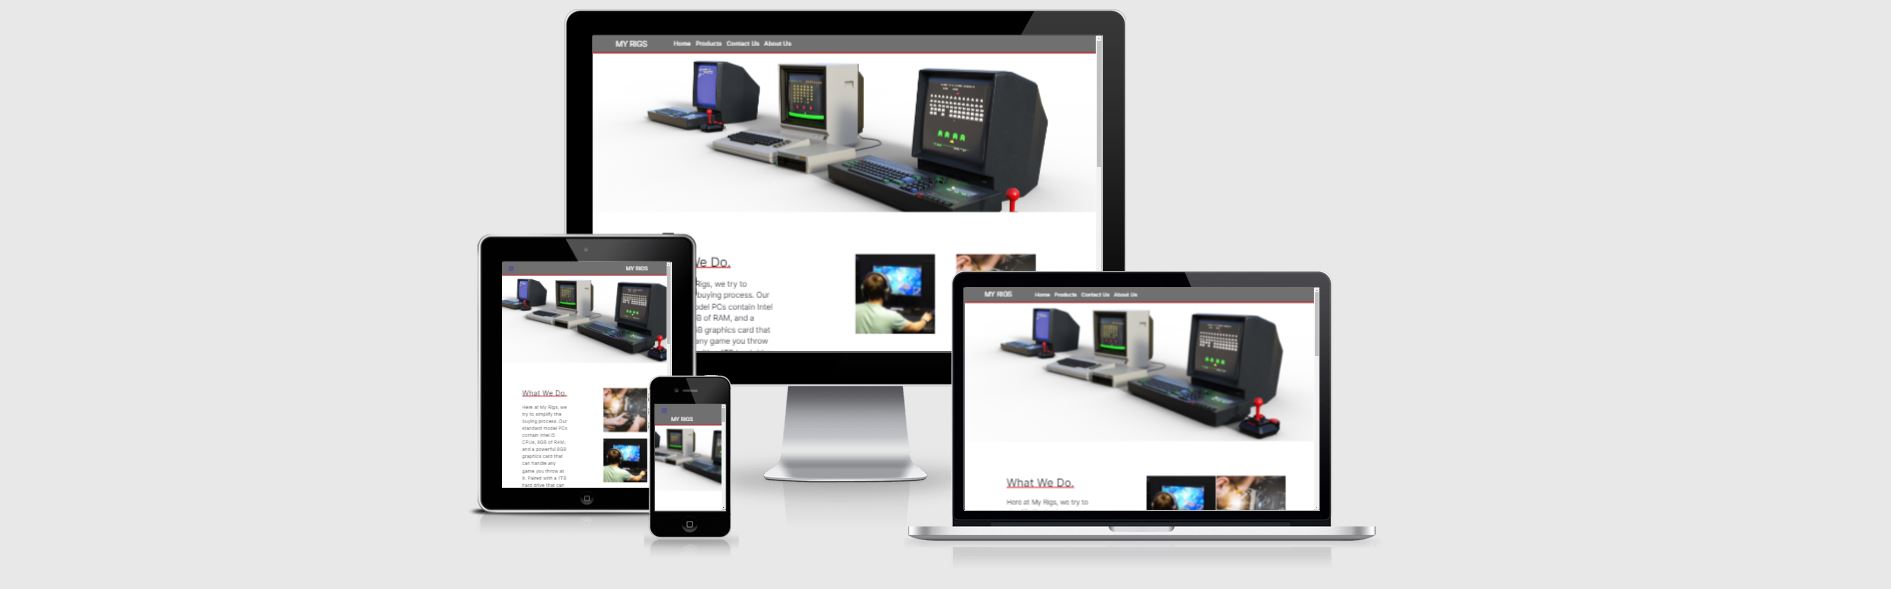 MY RIGS Home Products Contact Us About Us
We Do.
Rigs, we try to
buying process. Our
odel PCs contain Intel
GB of RAM, and a
GB graphics card that
any game you throw
MY RIGS
What We Do.
Here at My Rigs, we
try to simplify the
buying process. Our
standard model PCs
contain Intel i5
CPUs, 8GB of RAM,
and a powerful 8GB
graphics card that
can handle any
game you throw at
it. Paired with a 1TB
hard drive that can
MY RIGS
MY RIGS Home Products Contact Us About Us
What We Do.
Here at My Rigs, we try to